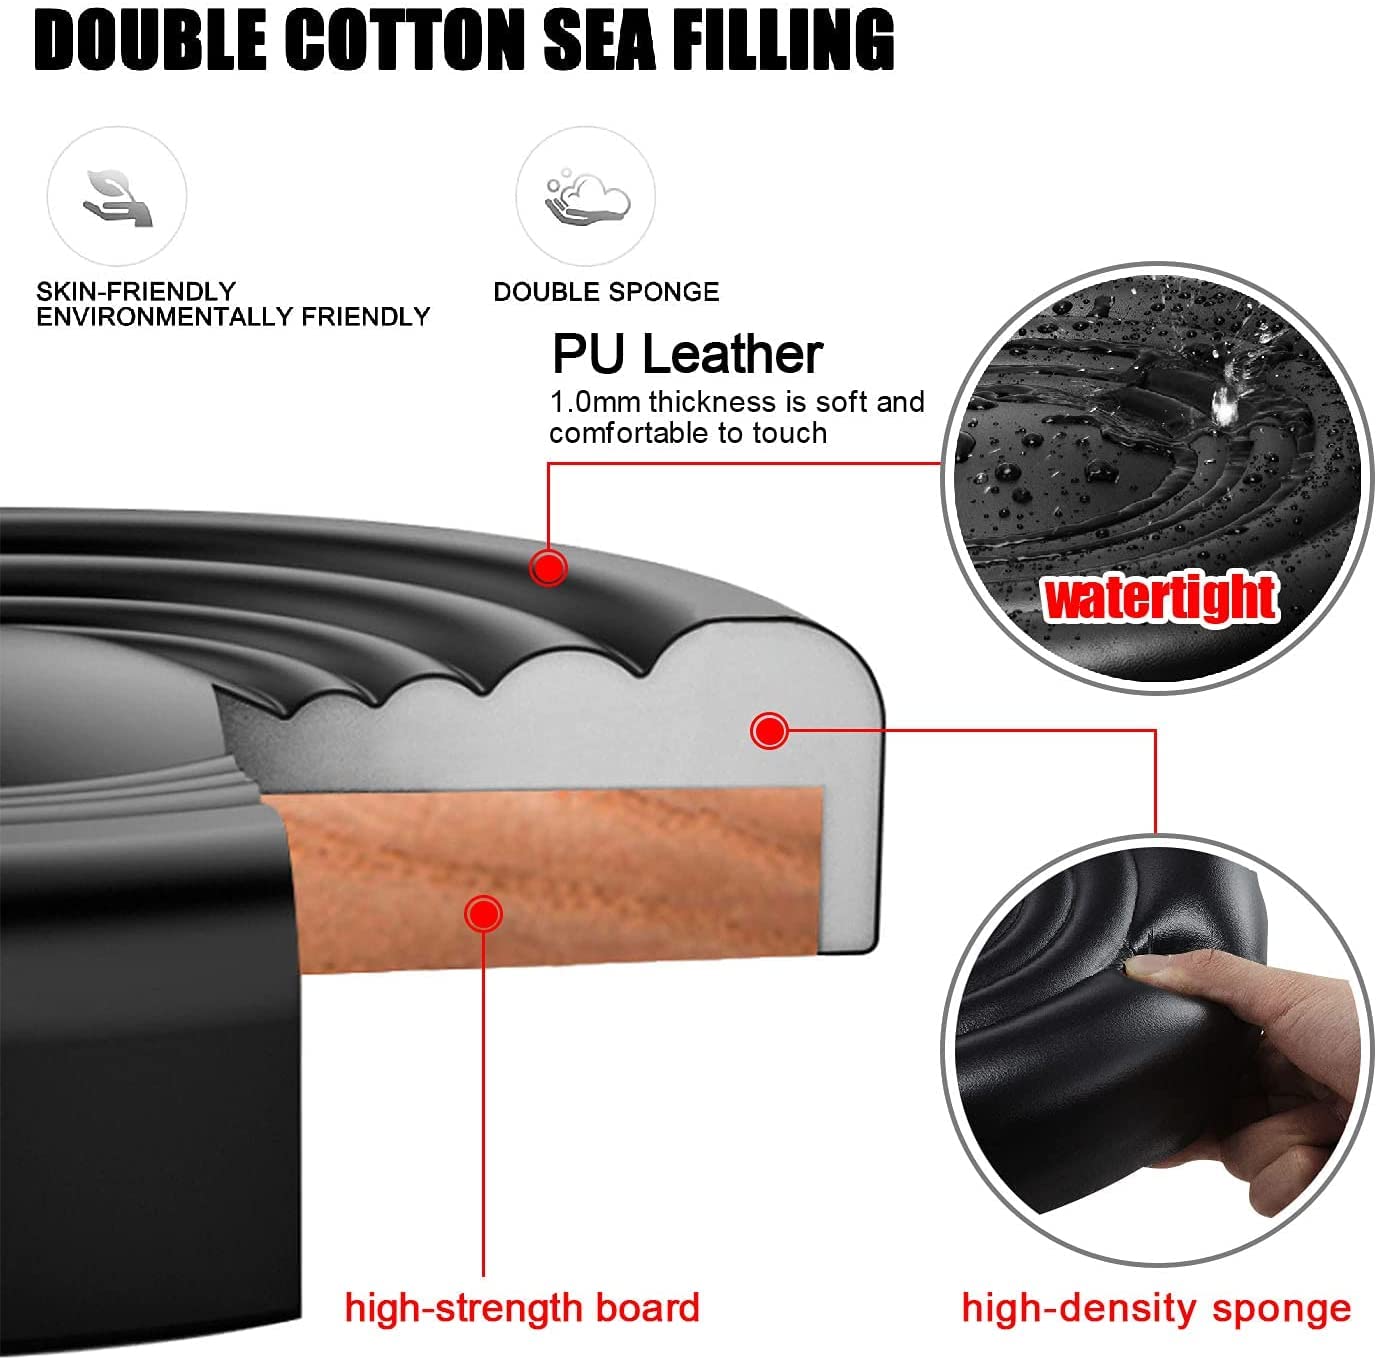 DOUBLE COTTON SEA FILLING
SKIN-FRIENDLY
ENVIRONMENTALLY FRIENDLY
DOUBLE SPONGE
PU Leather
1.0mm thickness is soft and
comfortable to touch
watertight
high-strength board
high-density sponge